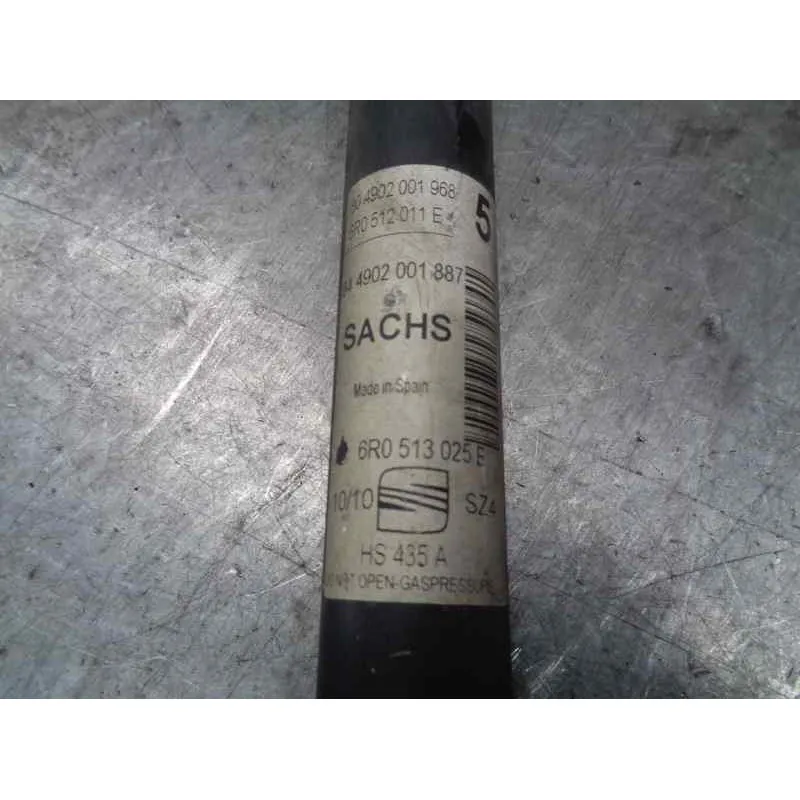 4902 001 968
6R0 512 011 E
5
4902 001 887
SACHS
Made in Spain
6R0 513 025 E
10/10 SZ4
HS 435 A
NOT OPEN-GASPRESSURE